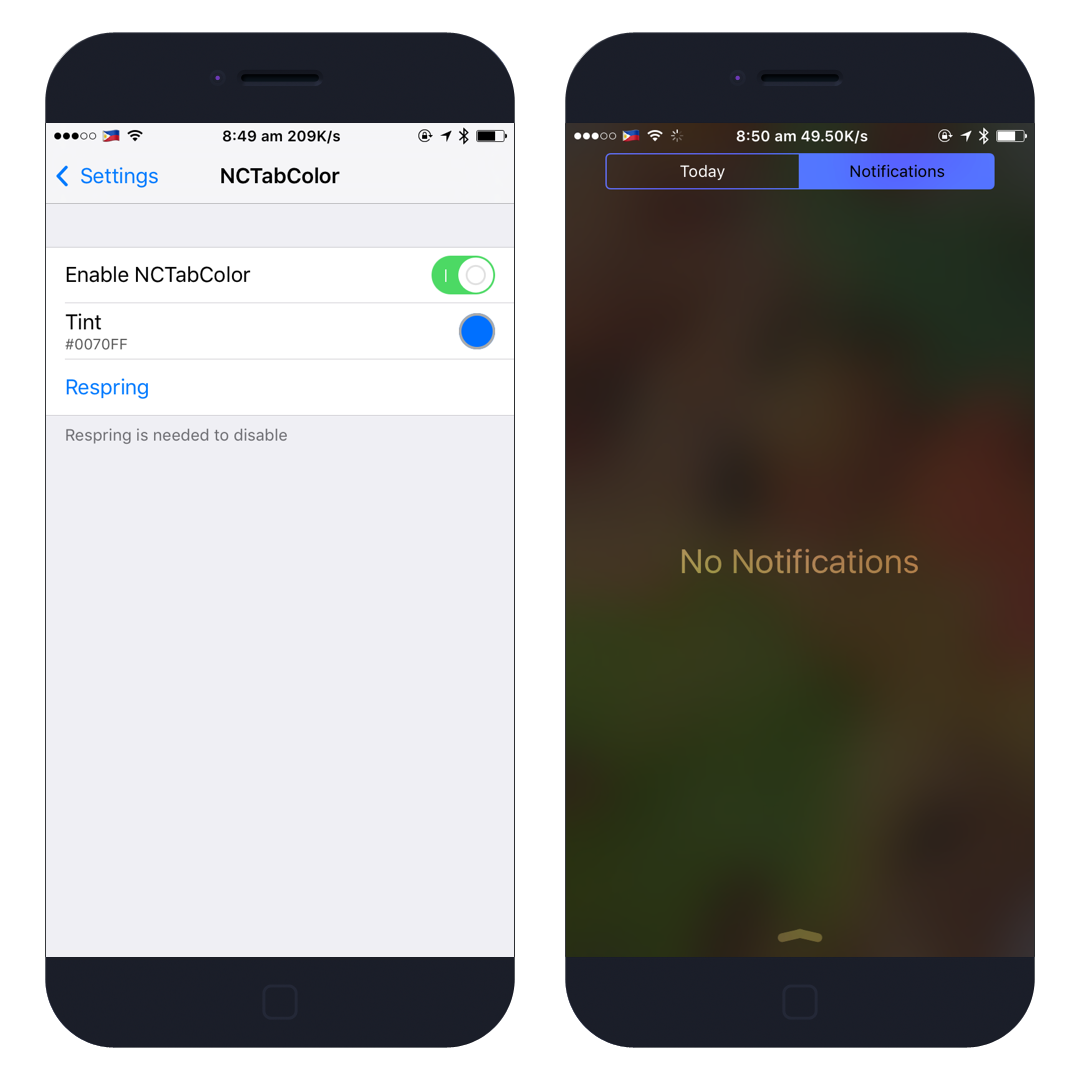 8:49 am 209K/s
Settings
NCTabColor
Enable NCTabColor
Tint
#0070FF
Respring
Respring is needed to disable
8:50 am 49.50K/s
Today
Notifications
No Notifications